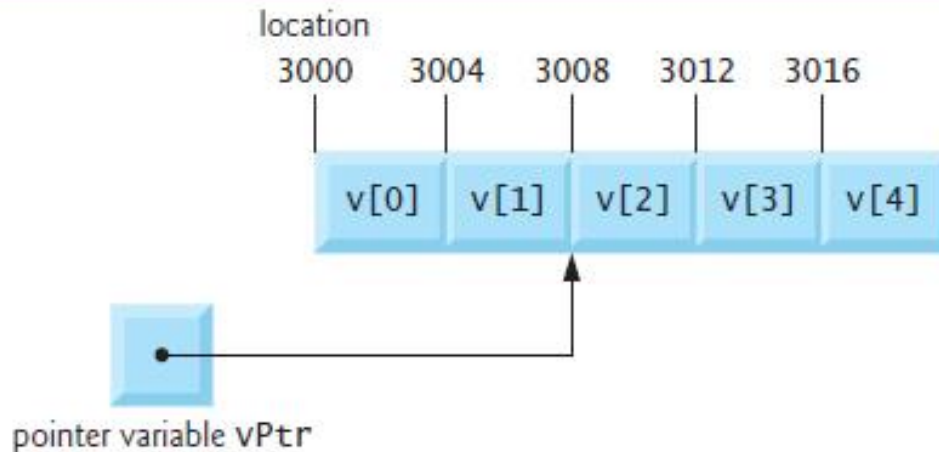 location
3000 3004 3008 3012 3016
v[0] v[1] v[2] v[3] v[4]
pointer variable vPtr